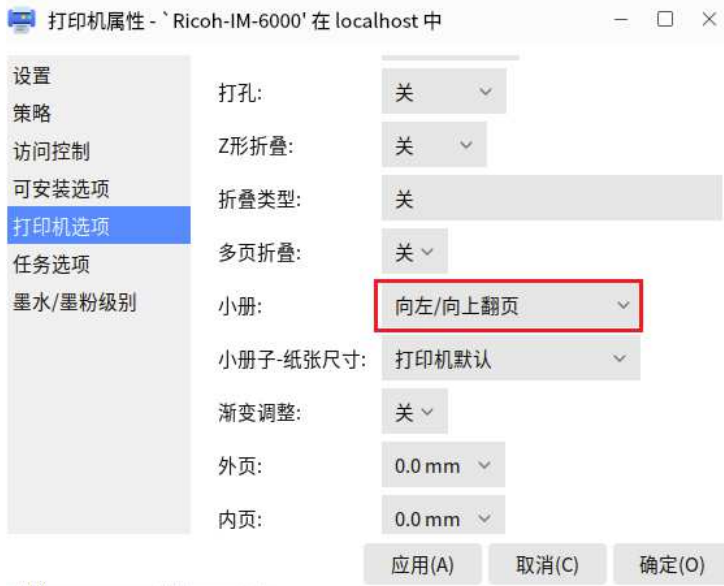 打印机属性 - `Ricoh-IM-6000' 在 localhost 中
设置
策略
访问控制
可安装选项
打印机选项
任务选项
墨水/墨粉级别
打孔: 关
Z形折叠: 关
折叠类型: 关
多页折叠: 关
小册: 向左/向上翻页
小册子-纸张尺寸: 打印机默认
渐变调整: 关
外页: 0.0 mm
内页: 0.0 mm
应用(A) 取消(C) 确定(O)